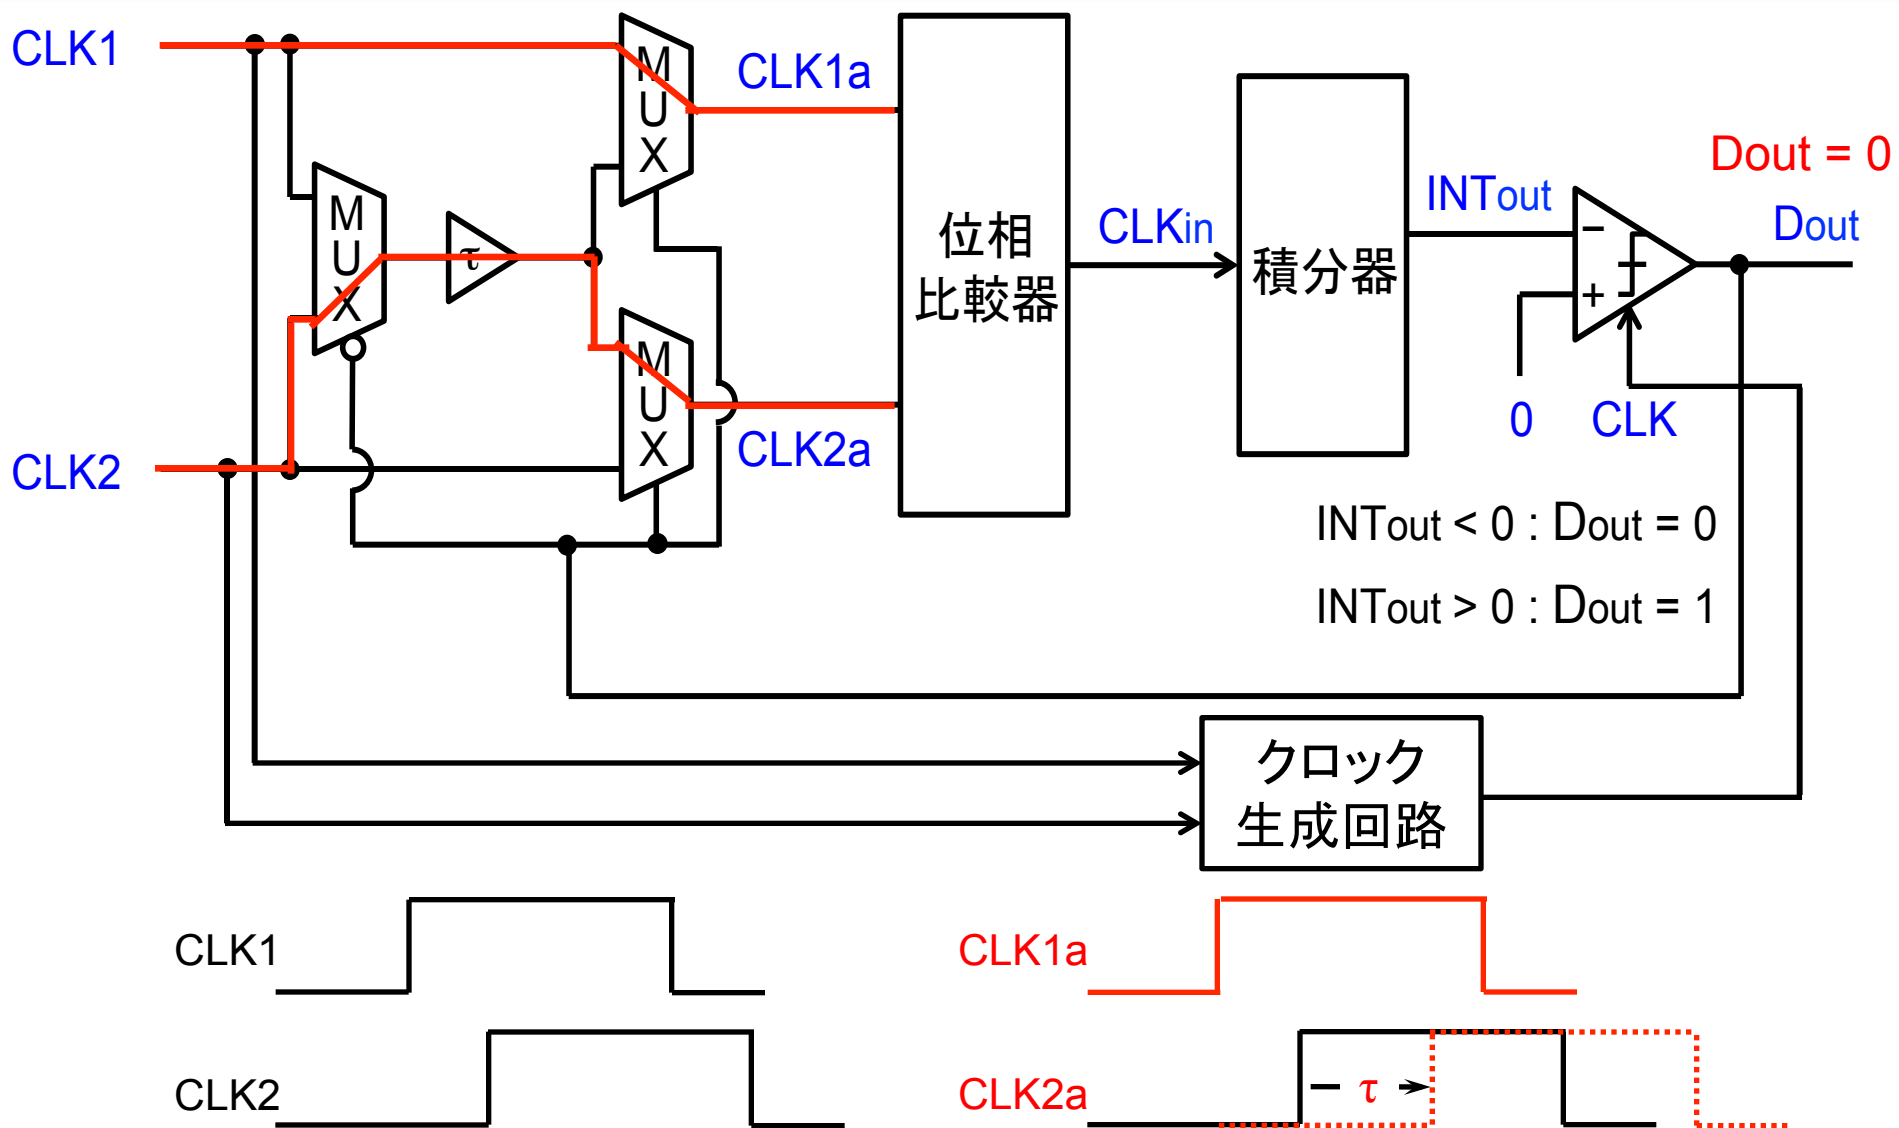 CLK1
MUX
CLK1a
Dout = 0
MUX
τ
位相
比較器
CLKin
積分器
INTout
−
+
Dout
0
CLK
CLK2
MUX
CLK2a
INTout < 0 : Dout = 0
INTout > 0 : Dout = 1
クロック
生成回路
CLK1
CLK1a
CLK2
CLK2a
τ